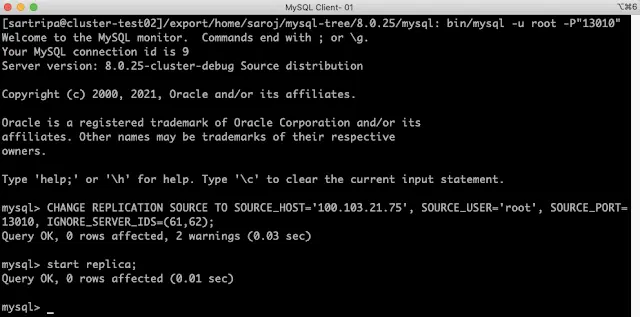 MySQL Client- 01
⌥⌘6
[sartripa@cluster-test02]/export/home/saroj/mysql-tree/8.0.25/mysql: bin/mysql -u root -P"13010"
Welcome to the MySQL monitor.  Commands end with ; or \g.
Your MySQL connection id is 9
Server version: 8.0.25-cluster-debug Source distribution

Copyright (c) 2000, 2021, Oracle and/or its affiliates.

Oracle is a registered trademark of Oracle Corporation and/or its
affiliates. Other names may be trademarks of their respective
owners.

Type 'help;' or '\h' for help. Type '\c' to clear the current input statement.

mysql> CHANGE REPLICATION SOURCE TO SOURCE_HOST='100.103.21.75', SOURCE_USER='root', SOURCE_PORT=
13010, IGNORE_SERVER_IDS=(61,62);
Query OK, 0 rows affected, 2 warnings (0.03 sec)

mysql> start replica;
Query OK, 0 rows affected (0.01 sec)

mysql> _